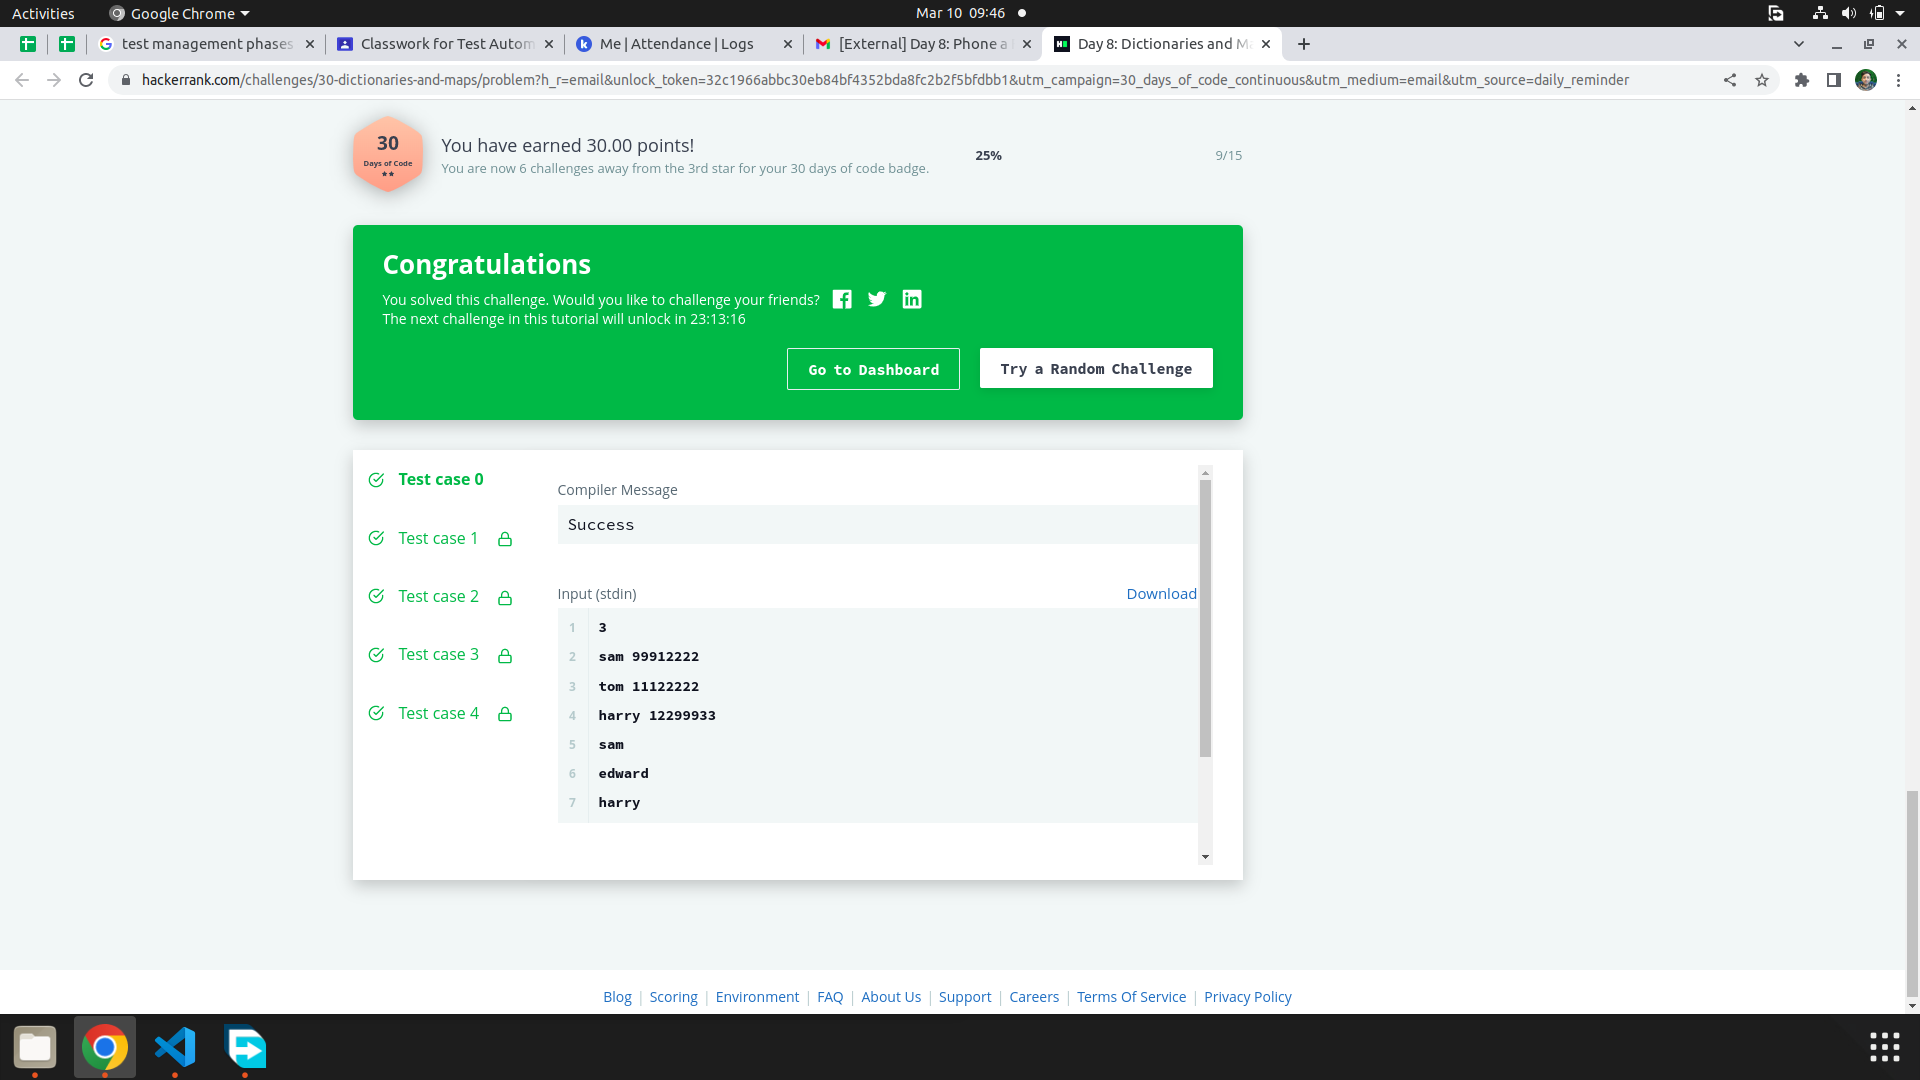 Activities
Google Chrome
Mar 10 09:46
test management phases
Classwork for Test Autom
Me | Attendance | Logs
[External] Day 8: Phone a
Day 8: Dictionaries and Ma
hackerrank.com/challenges/30-dictionaries-and-maps/problem?h_r=email&unlock_token=32c1966abbc30eb84bf4352bda8fc2b2f5bfdbb1&utm_campaign=30_days_of_code_continuous&utm_medium=email&utm_source=daily_reminder
30
Days of Code
You have earned 30.00 points!
You are now 6 challenges away from the 3rd star for your 30 days of code badge.
25%
9/15
Congratulations
You solved this challenge. Would you like to challenge your friends?
The next challenge in this tutorial will unlock in 23:13:16
Go to Dashboard
Try a Random Challenge
Test case 0
Test case 1
Test case 2
Test case 3
Test case 4
Compiler Message
Success
Input (stdin)
Download
1 3
2 sam 99912222
3 tom 11122222
4 harry 12299933
5 sam
6 edward
7 harry
Blog | Scoring | Environment | FAQ | About Us | Support | Careers | Terms Of Service | Privacy Policy